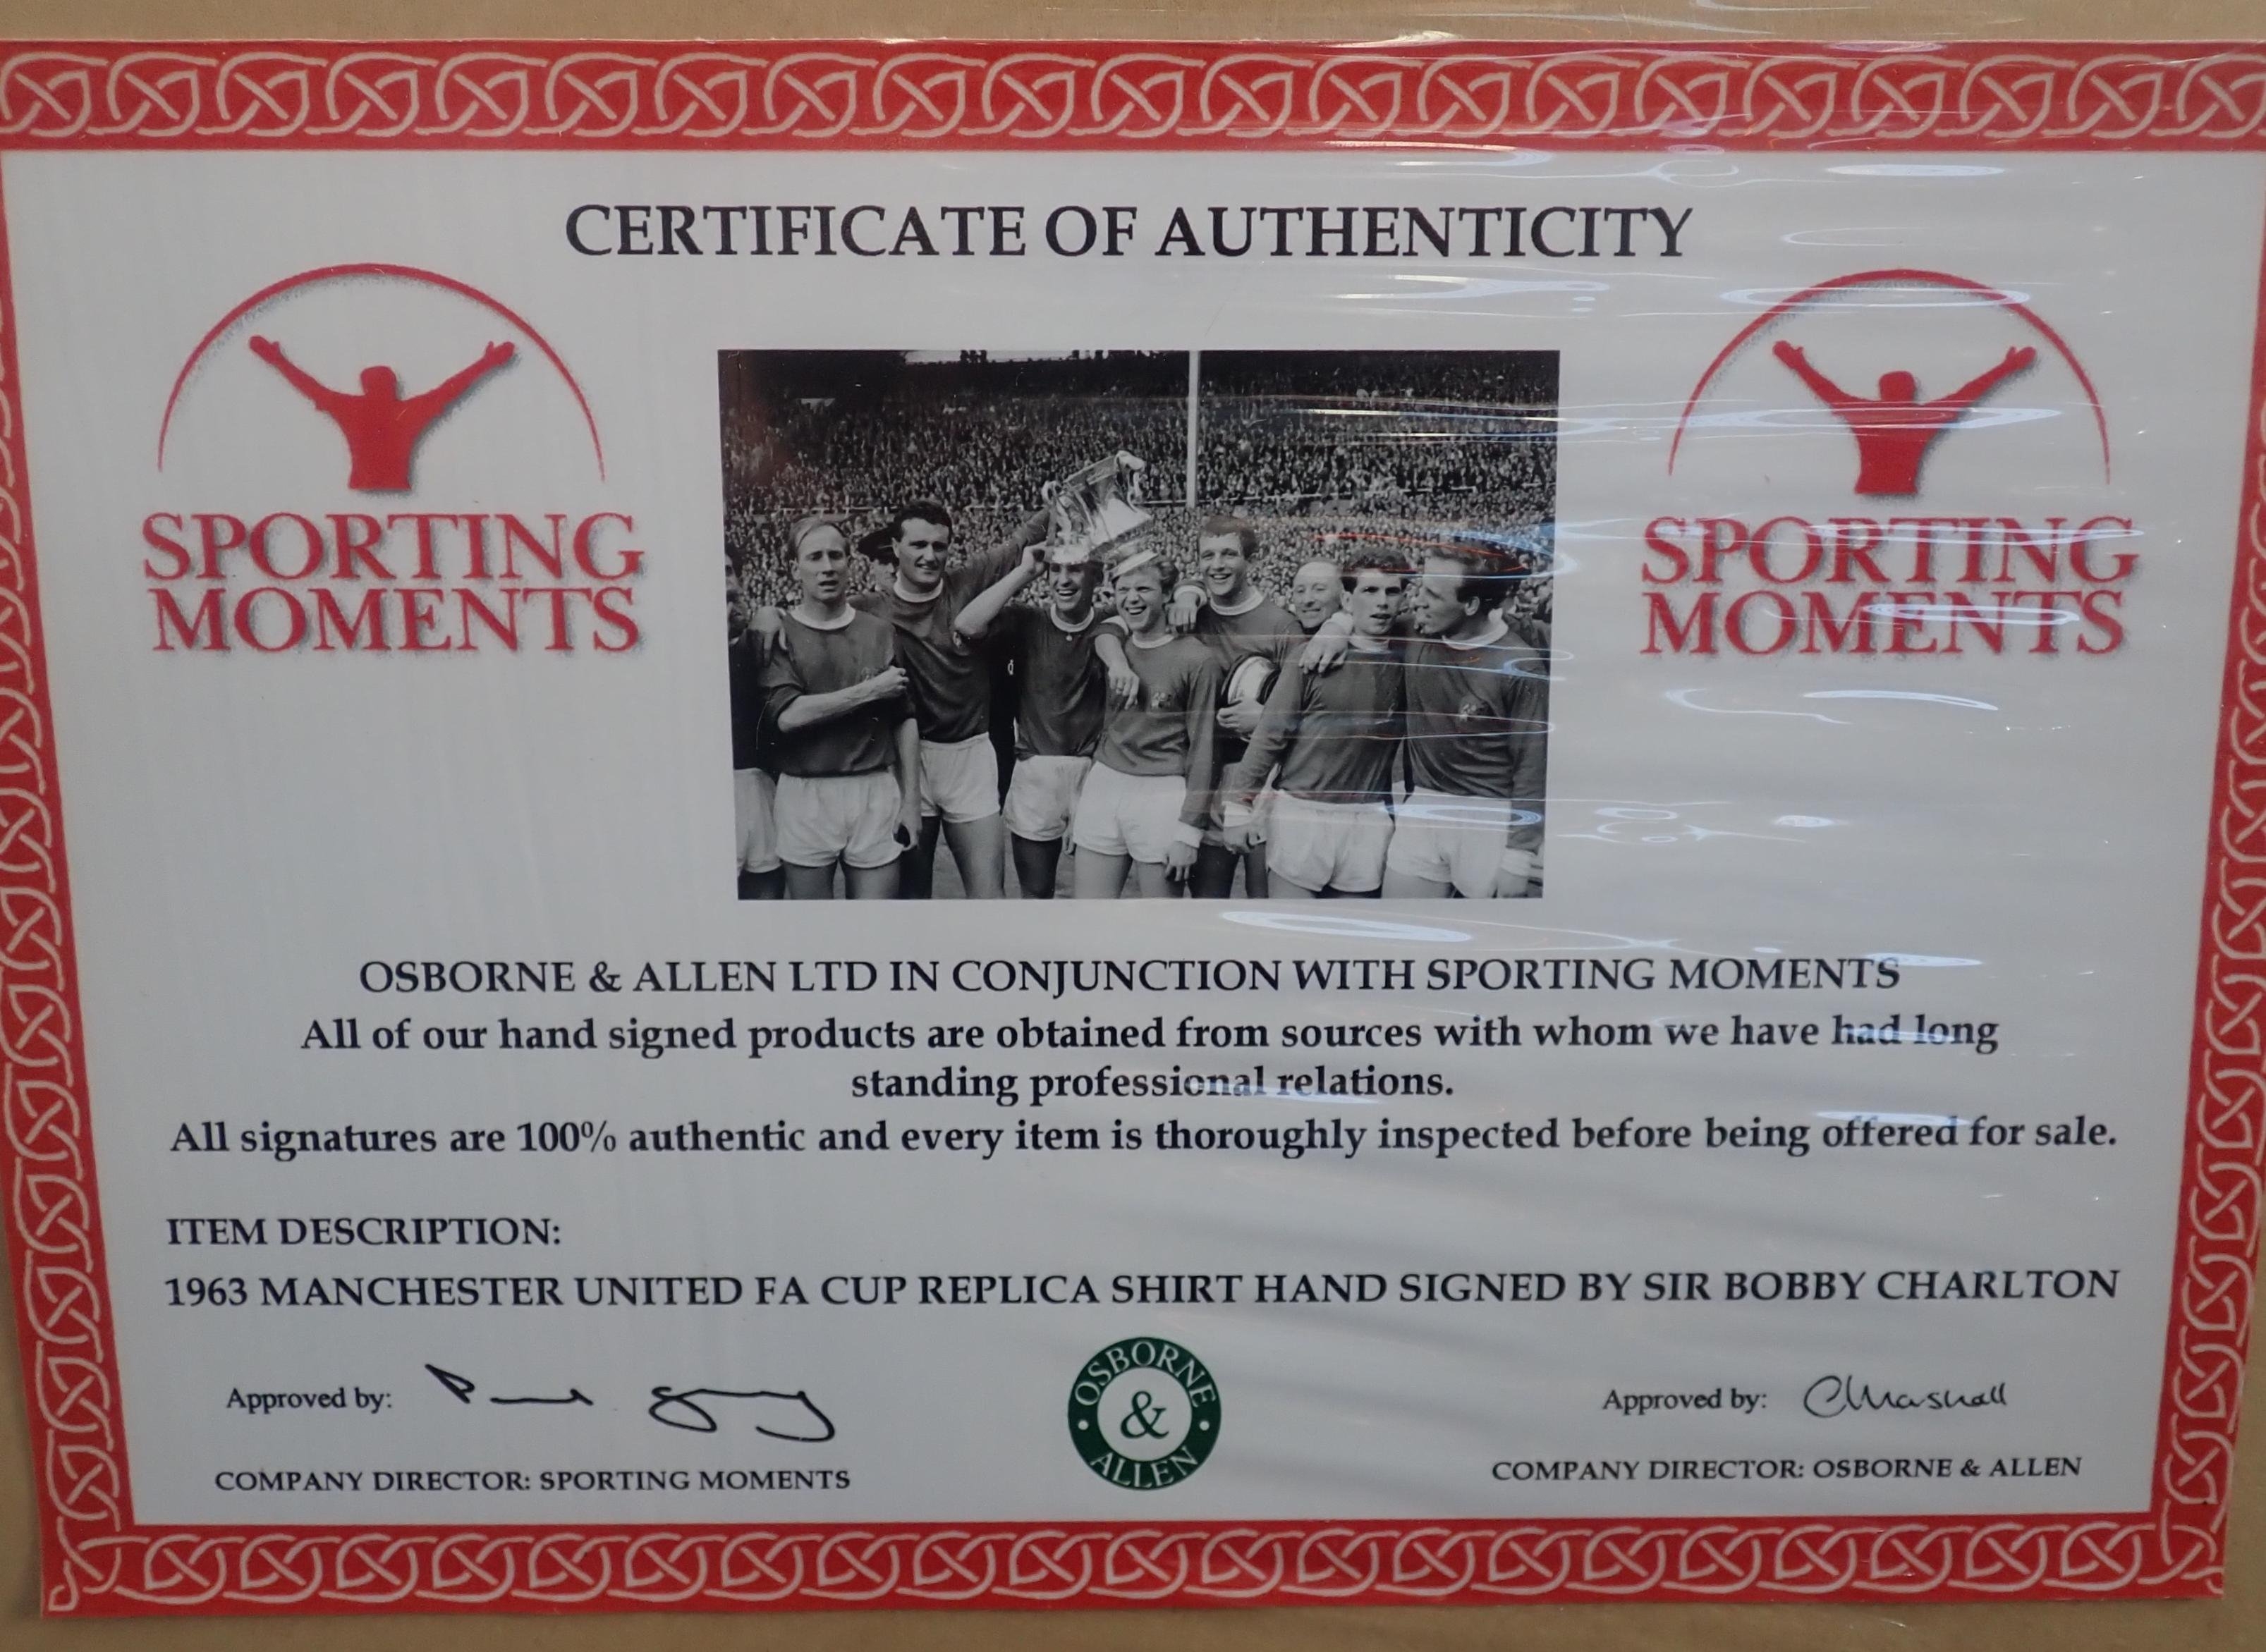 CERTIFICATE OF AUTHENTICITY
SPORTING
MOMENTS
SPORTING
MOMENTS
OSBORNE & ALLEN LTD IN CONJUNCTION WITH SPORTING MOMENTS
All of our hand signed products are obtained from sources with whom we have had long
standing professional relations.
All signatures are 100% authentic and every item is thoroughly inspected before being offered for sale.
ITEM DESCRIPTION:
1963 MANCHESTER UNITED FA CUP REPLICA SHIRT HAND SIGNED BY SIR BOBBY CHARLTON
Approved by:
COMPANY DIRECTOR: SPORTING MOMENTS
OSBORNE
&
ALLEN
Approved by: CMarshall
COMPANY DIRECTOR: OSBORNE & ALLEN